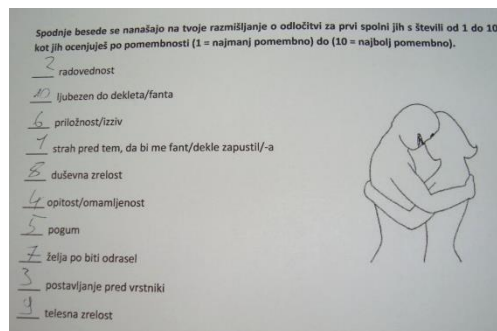 Spodnje besede se nanašajo na tvoje razmišljanje o odločitvi za prvi spolni jih s števili od 1 do 10
kot jih ocenjuješ po pomembnosti (1 = najmanj pomembno) do (10 = najbolj pomembno).
2 radovednost
10 ljubezen do dekleta/fanta
6 priložnost/izziv
1 strah pred tem, da bi me fant/dekle zapustil/-a
8 duševna zrelost
4 opitost/omamljenost
5 pogum
7 želja po biti odrasel
3 postavljanje pred vrstniki
9 telesna zrelost